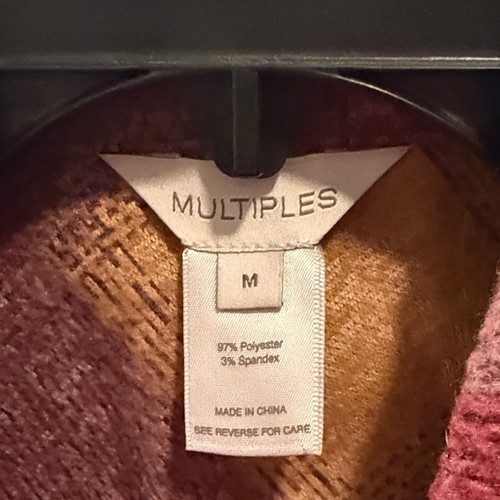 MULTIPLES
M
97% Polyester
3% Spandex
MADE IN CHINA
SEE REVERSE FOR CARE